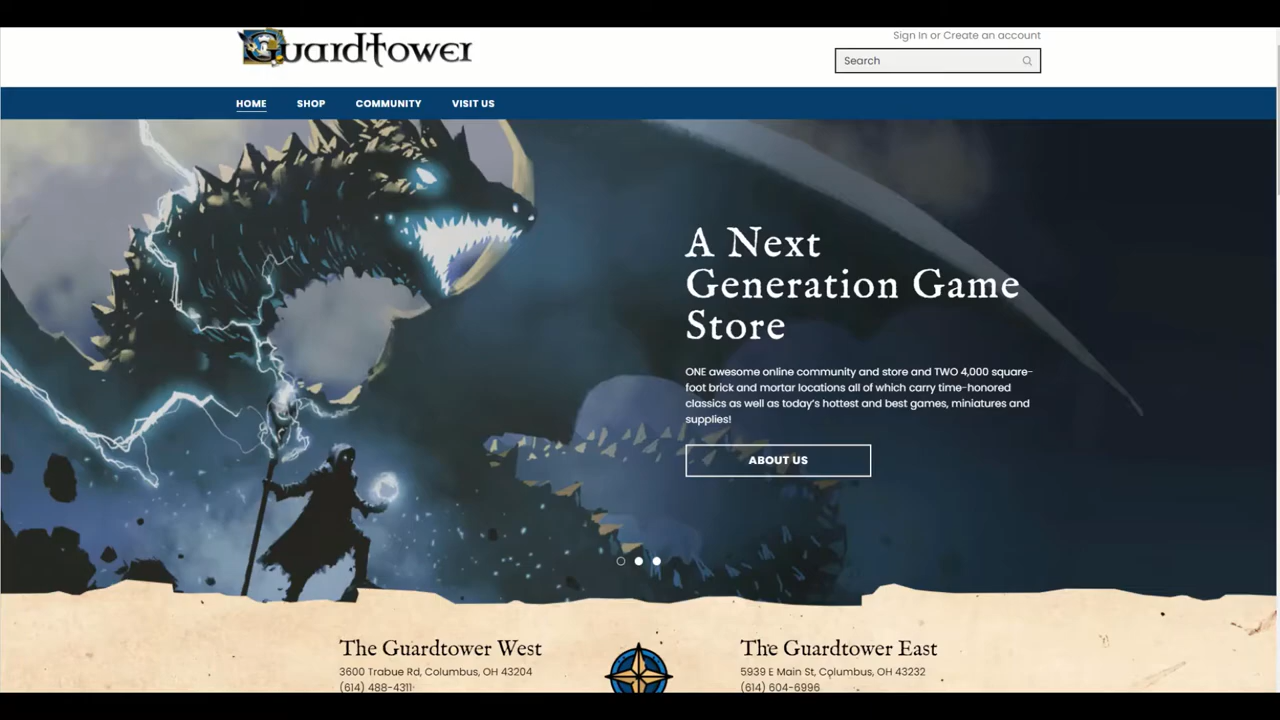 Guardtower
Sign In or Create an account
Search
HOME SHOP COMMUNITY VISIT US
A Next
Generation Game
Store
ONE awesome online community and store and TWO 4,000 square-
foot brick and mortar locations all of which carry time-honored
classics as well as today's hottest and best games, miniatures and
supplies!
ABOUT US
The Guardtower West
3600 Trabue Rd, Columbus, OH 43204
(614) 488-4311
The Guardtower East
5939 E Main St, Columbus, OH 43232
(614) 604-6996